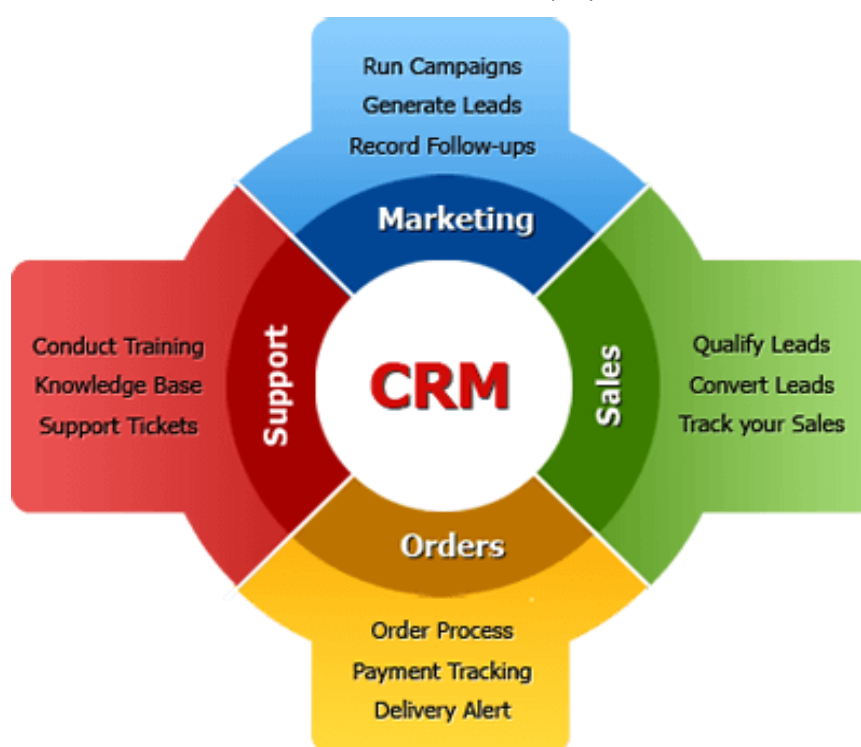 Run Campaigns
Generate Leads
Record Follow-ups
Marketing
Conduct Training
Knowledge Base
Support Tickets
Support
CRM
Sales
Qualify Leads
Convert Leads
Track your Sales
Orders
Order Process
Payment Tracking
Delivery Alert